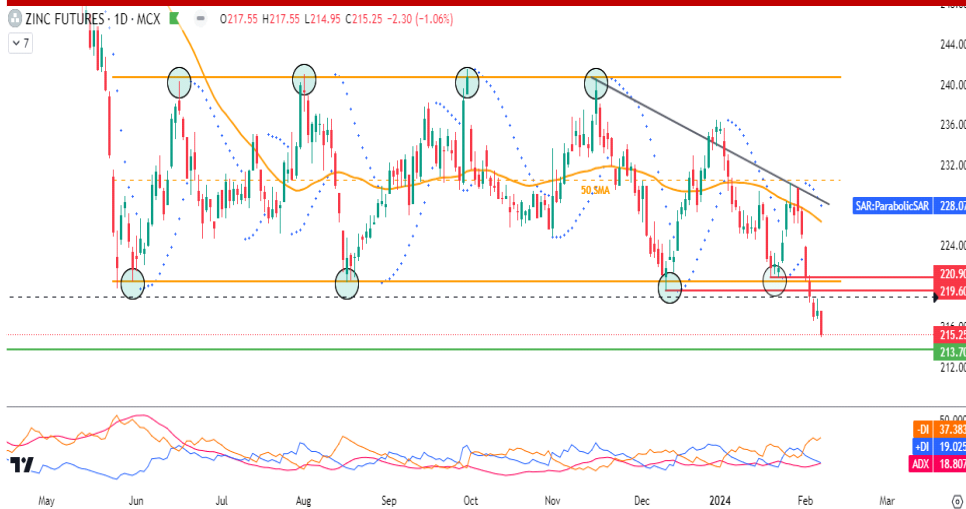 ZINC FUTURES · 1D · MCX O217.55 H217.55 L214.95 C215.25 -2.30 (-1.06%)
7
244.00
240.00
236.00
232.00
50 SMA
SAR:ParabolicSAR 228.07
224.00
220.90
219.60
215.25
213.70
212.00
50.000
-DI 37.383
+DI 19.025
ADX 18.807
May Jun Jul Aug Sep Oct Nov Dec 2024 Feb Mar